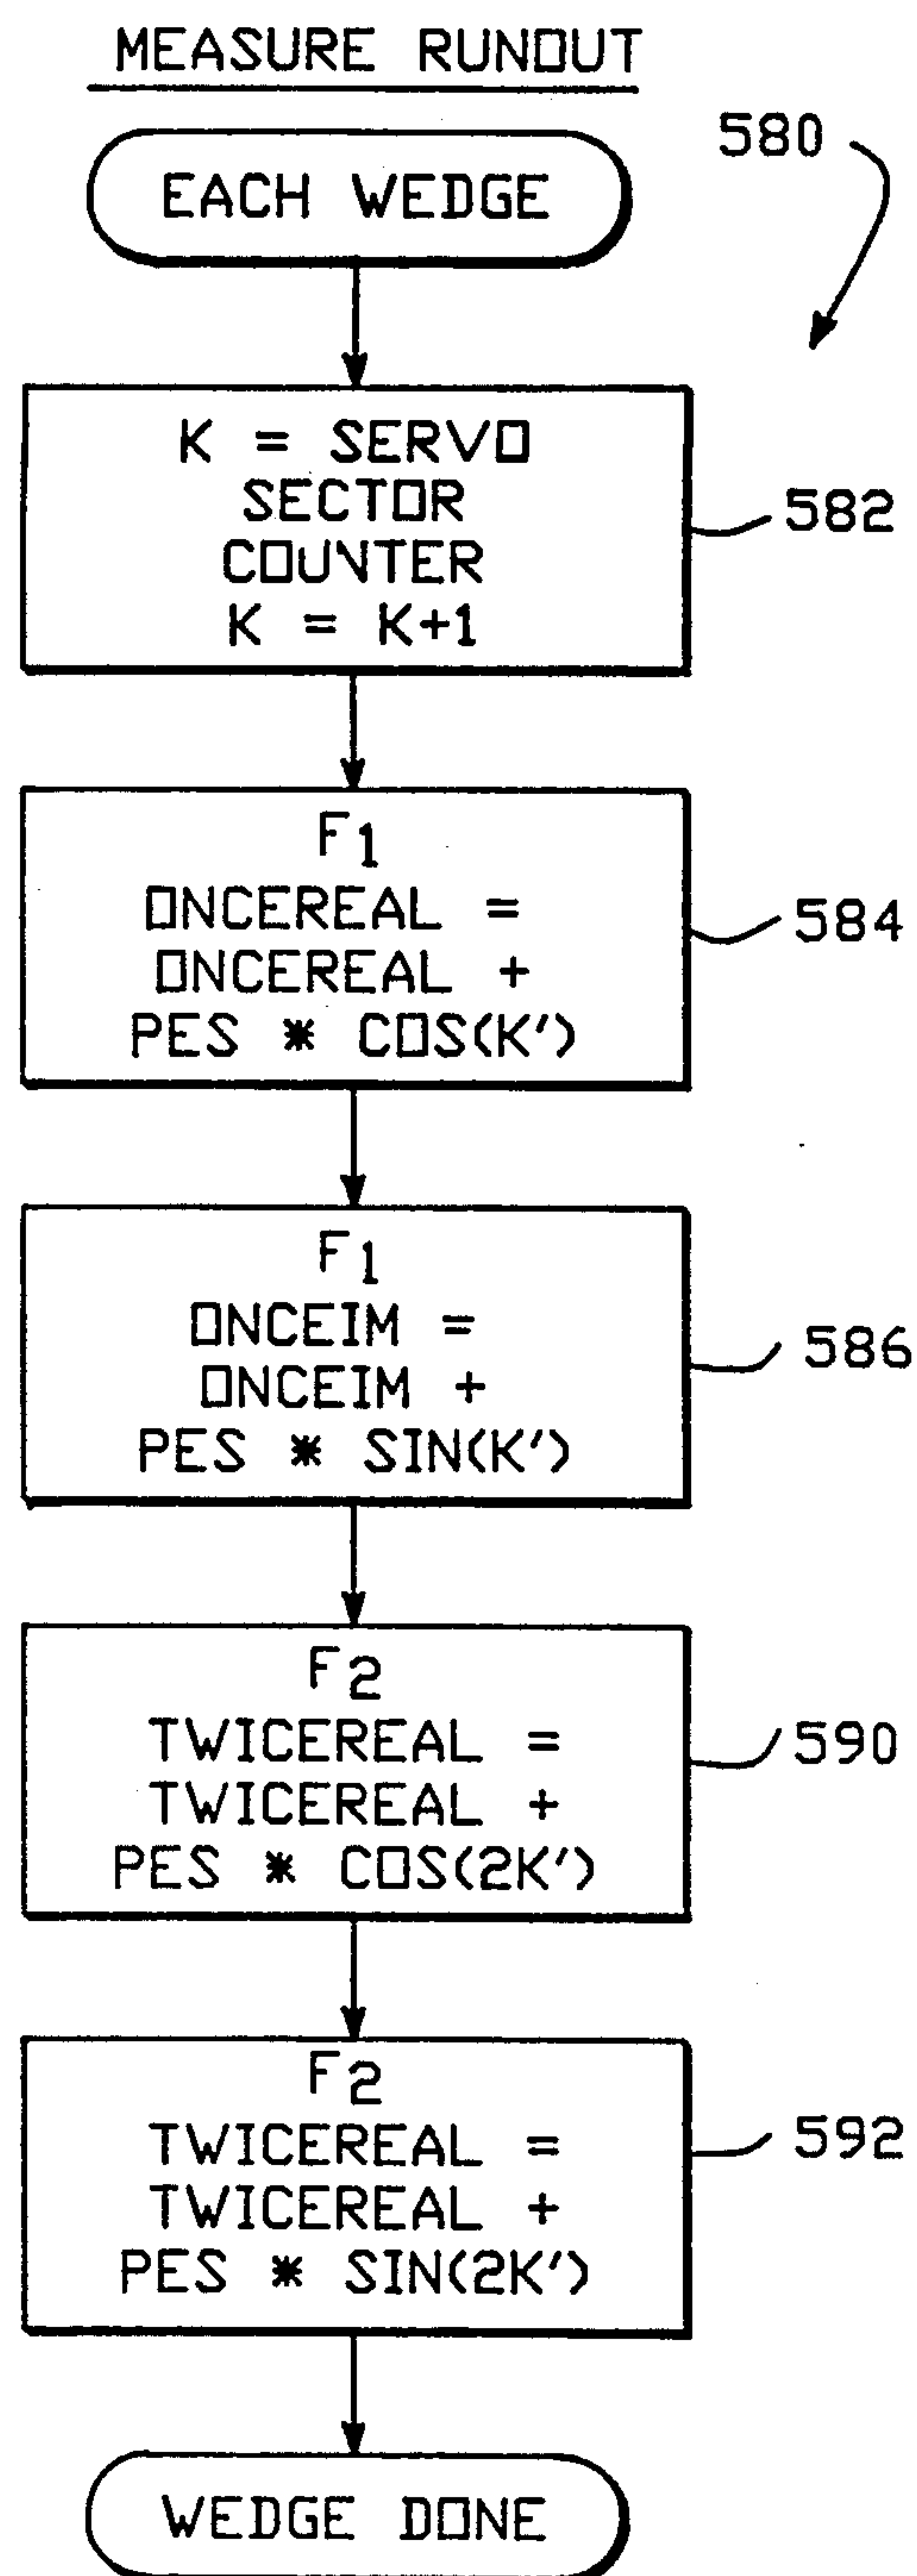 MEASURE RUNOUT
580
EACH WEDGE
K = SERVO
SECTOR
COUNTER
K = K+1
582
F1
ONCEREAL =
ONCEREAL +
PES * COS(K')
584
F1
ONCEIM =
ONCEIM +
PES * SIN(K')
586
F2
TWICEREAL =
TWICEREAL +
PES * COS(2K')
590
F2
TWICEREAL =
TWICEREAL +
PES * SIN(2K')
592
WEDGE DONE